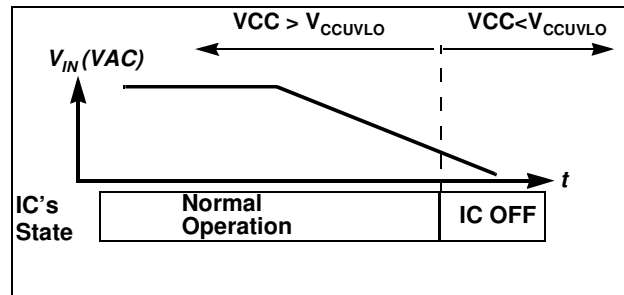 VCC > VCCUVLO
VCC<VCCUVLO
VIN (VAC)
t
IC's
State
Normal
Operation
IC OFF